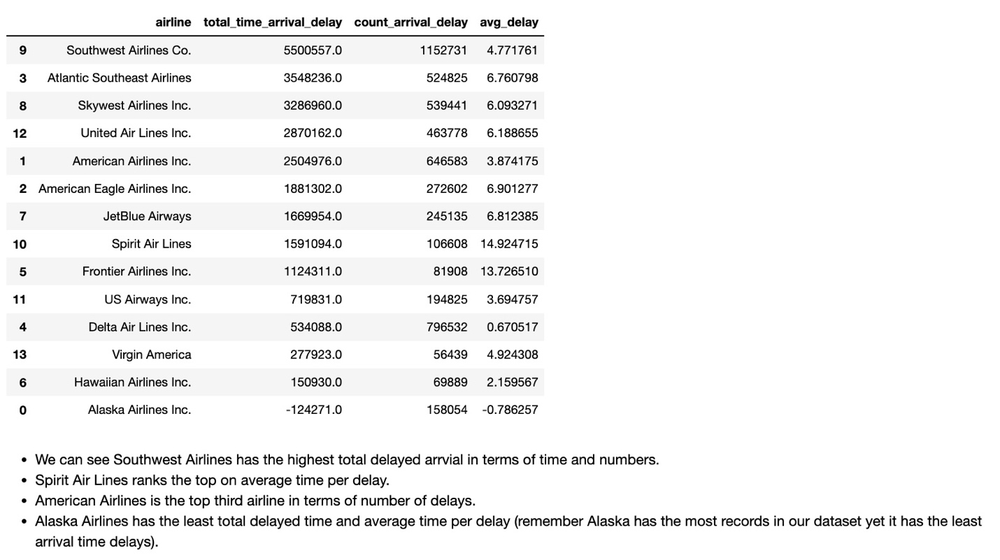 airline total_time_arrival_delay count_arrival_delay avg_delay
9 Southwest Airlines Co. 5500557.0 1152731 4.771761
3 Atlantic Southeast Airlines 3548236.0 524825 6.760798
8 Skywest Airlines Inc. 3286960.0 539441 6.093271
12 United Air Lines Inc. 2870162.0 463778 6.188655
1 American Airlines Inc. 2504976.0 646583 3.874175
2 American Eagle Airlines Inc. 1881302.0 272602 6.901277
7 JetBlue Airways 1669954.0 245135 6.812385
10 Spirit Air Lines 1591094.0 106608 14.924715
5 Frontier Airlines Inc. 1124311.0 81908 13.726510
11 US Airways Inc. 719831.0 194825 3.694757
4 Delta Air Lines Inc. 534088.0 796532 0.670517
13 Virgin America 277923.0 56439 4.924308
6 Hawaiian Airlines Inc. 150930.0 69889 2.159567
0 Alaska Airlines Inc. -124271.0 158054 -0.786257
• We can see Southwest Airlines has the highest total delayed arrvial in terms of time and numbers.
• Spirit Air Lines ranks the top on average time per delay.
• American Airlines is the top third airline in terms of number of delays.
• Alaska Airlines has the least total delayed time and average time per delay (remember Alaska has the most records in our dataset yet it has the least
arrival time delays).